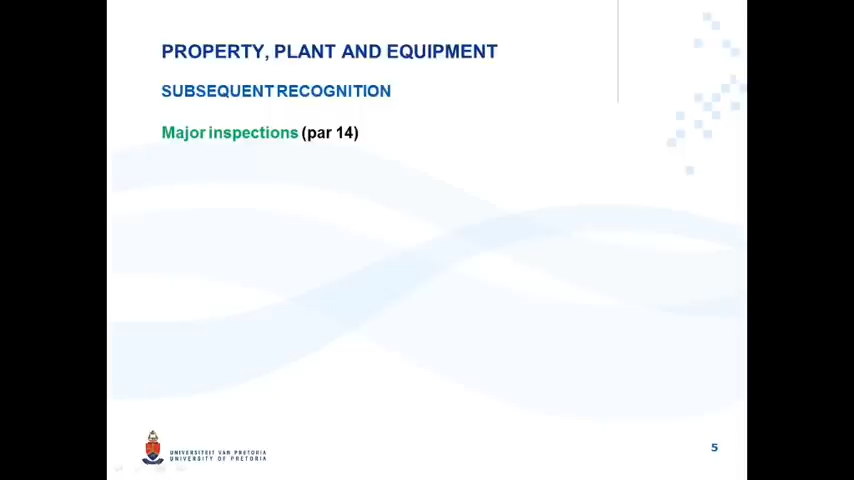 PROPERTY, PLANT AND EQUIPMENT
SUBSEQUENT RECOGNITION
Major inspections (par 14)
UNIVERSITEIT VAN PRETORIA
UNIVERSITY OF PRETORIA
5